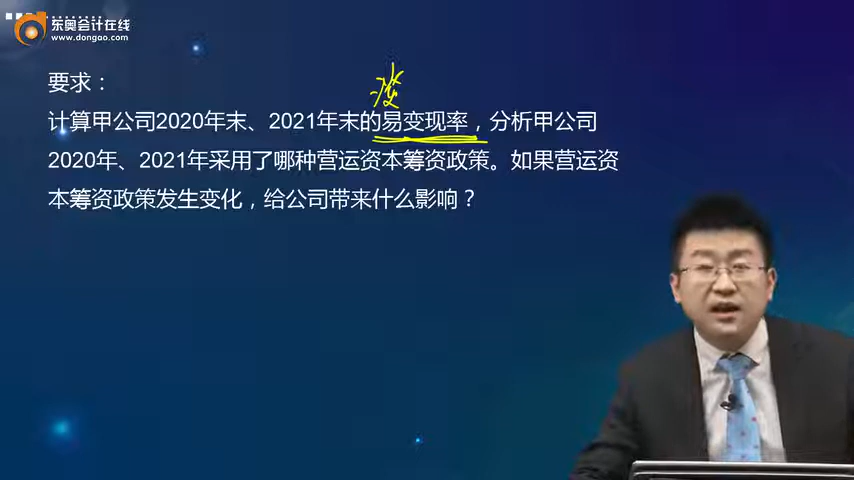 东奥会计在线
www.dongao.com
要求：
计算甲公司2020年末、2021年末的易变现率，分析甲公司
2020年、2021年采用了哪种营运资本筹资政策。如果营运资
本筹资政策发生变化，给公司带来什么影响？